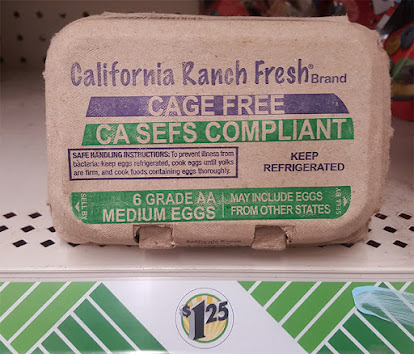 California Ranch Fresh® Brand
CAGE FREE
CA SEFS COMPLIANT
SAFE HANDLING INSTRUCTIONS: To prevent illness from
bacteria: keep eggs refrigerated, cook eggs until yolks
are firm, and cook foods containing eggs thoroughly.
KEEP
REFRIGERATED
SELL BY
6 GRADE AA
MEDIUM EGGS
MAY INCLUDE EGGS
FROM OTHER STATES
$1.25